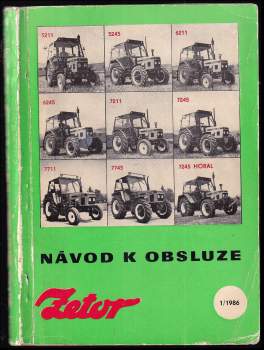 5211 5245 6211
6245 7211 7245
7711 7745 7245 HORAL
NÁVOD K OBSLUZE
Zetor
1/1986